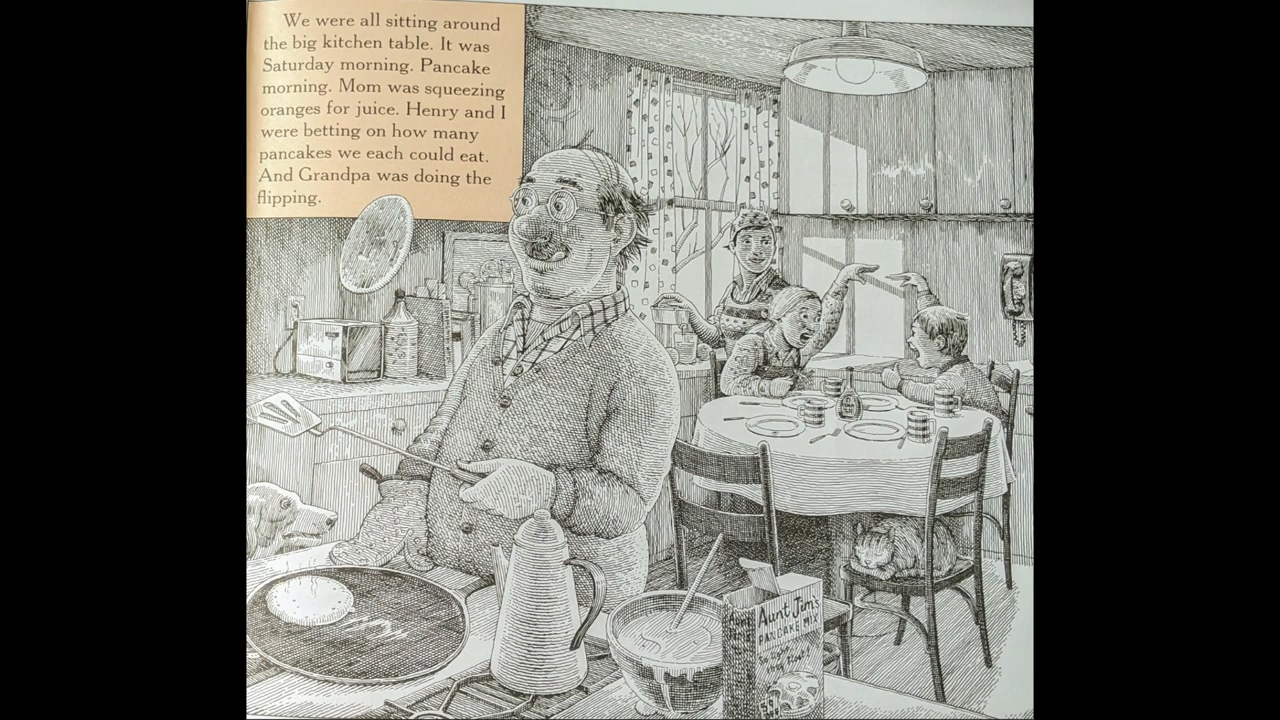 We were all sitting around
the big kitchen table. It was
Saturday morning. Pancake
morning. Mom was squeezing
oranges for juice. Henry and I
were betting on how many
pancakes we each could eat.
And Grandpa was doing the
flipping.
Aunt Jim's
PANCAKE MIX